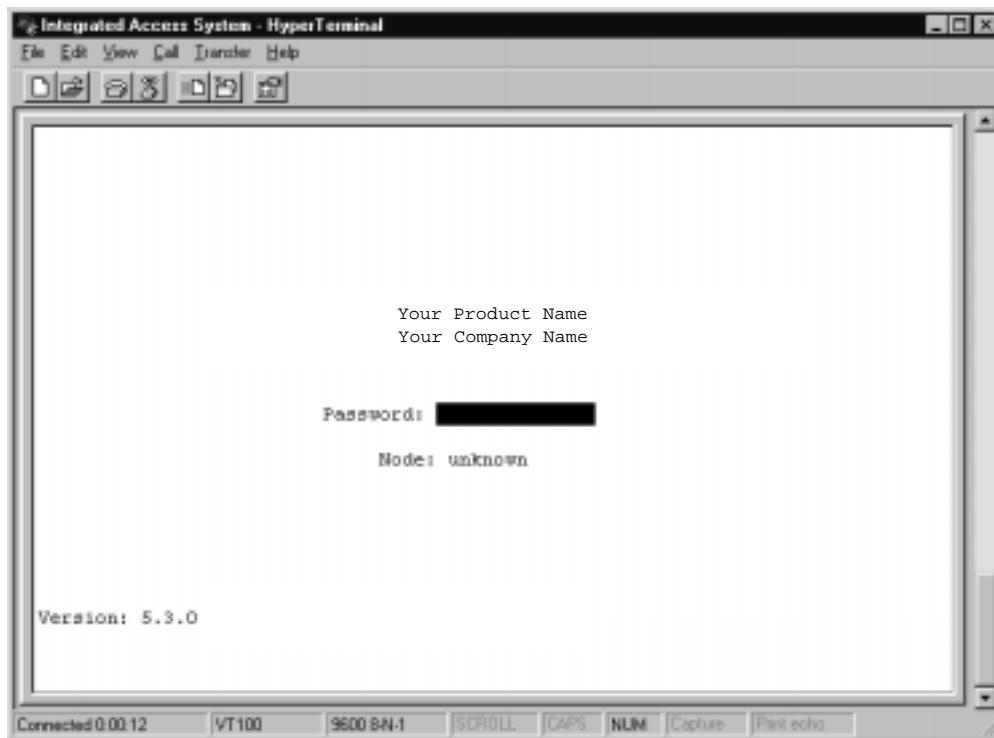 Integrated Access System - HyperTerminal
File Edit View Call Transfer Help
Your Product Name
Your Company Name
Password:
Node: unknown
Version: 5.3.0
Connected 0:00:12 VT100 9600 8-N-1 SCROLL CAPS NUM Capture Print echo